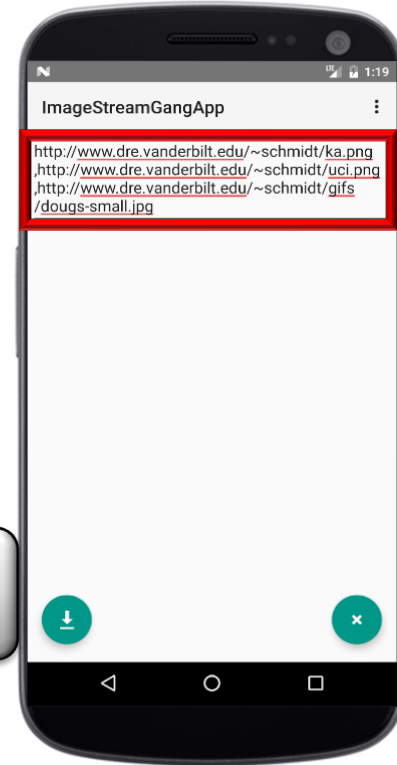 1:19
ImageStreamGangApp
http://www.dre.vanderbilt.edu/~schmidt/ka.png
,http://www.dre.vanderbilt.edu/~schmidt/uci.png
,http://www.dre.vanderbilt.edu/~schmidt/gifs
/dougs-small.jpg